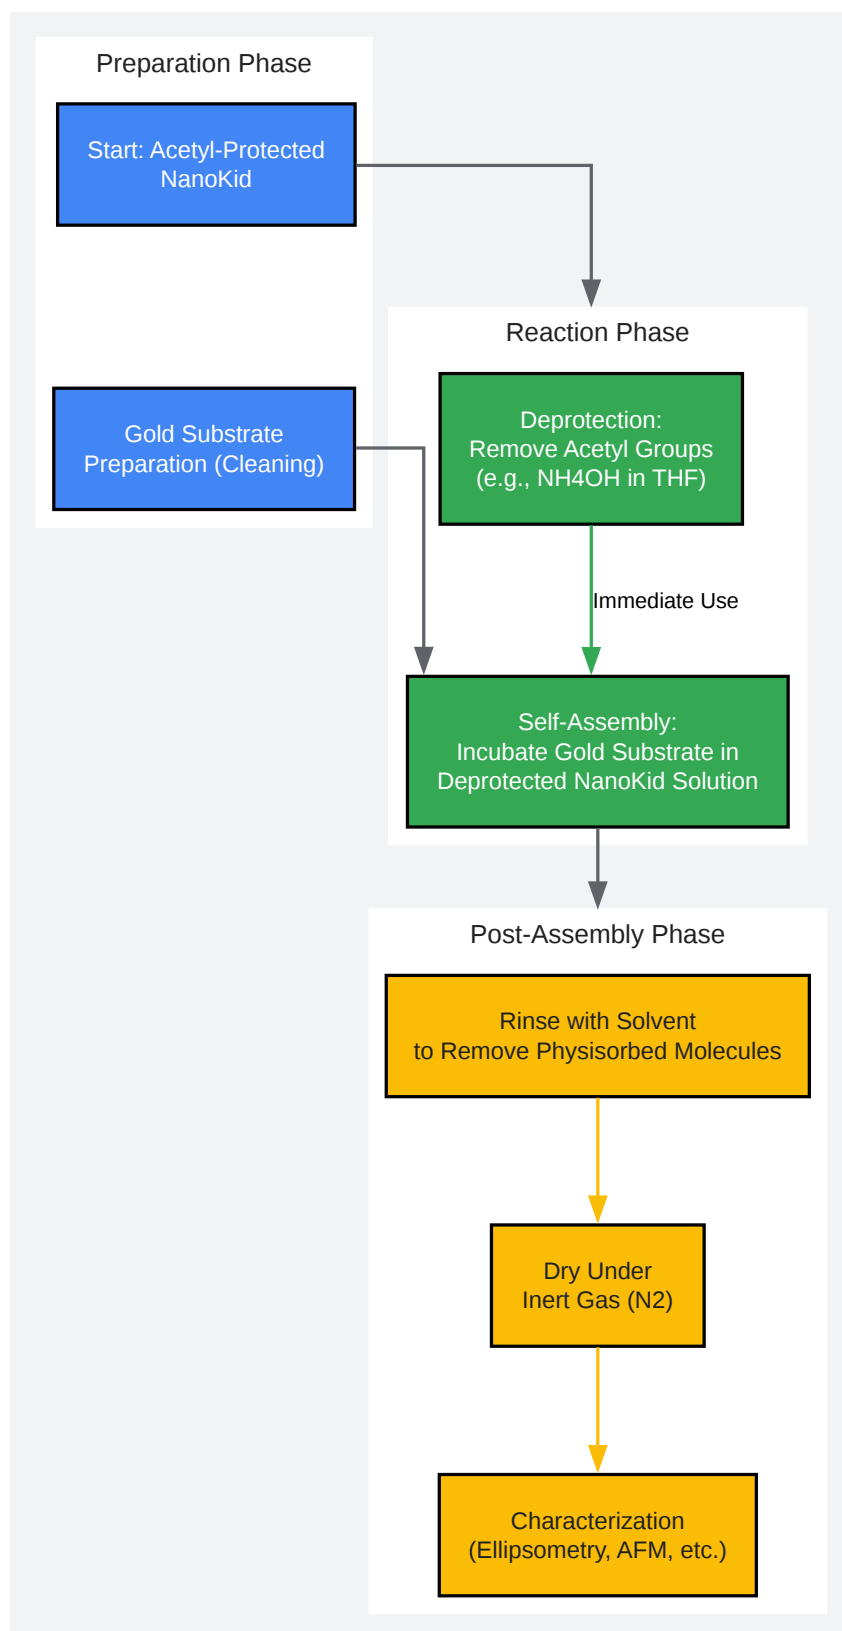 Preparation Phase
Start: Acetyl-Protected
NanoKid
Gold Substrate
Preparation (Cleaning)
Reaction Phase
Deprotection:
Remove Acetyl Groups
(e.g., NH4OH in THF)
Immediate Use
Self-Assembly:
Incubate Gold Substrate in
Deprotected NanoKid Solution
Post-Assembly Phase
Rinse with Solvent
to Remove Physisorbed Molecules
Dry Under
Inert Gas (N2)
Characterization
(Ellipsometry, AFM, etc.)